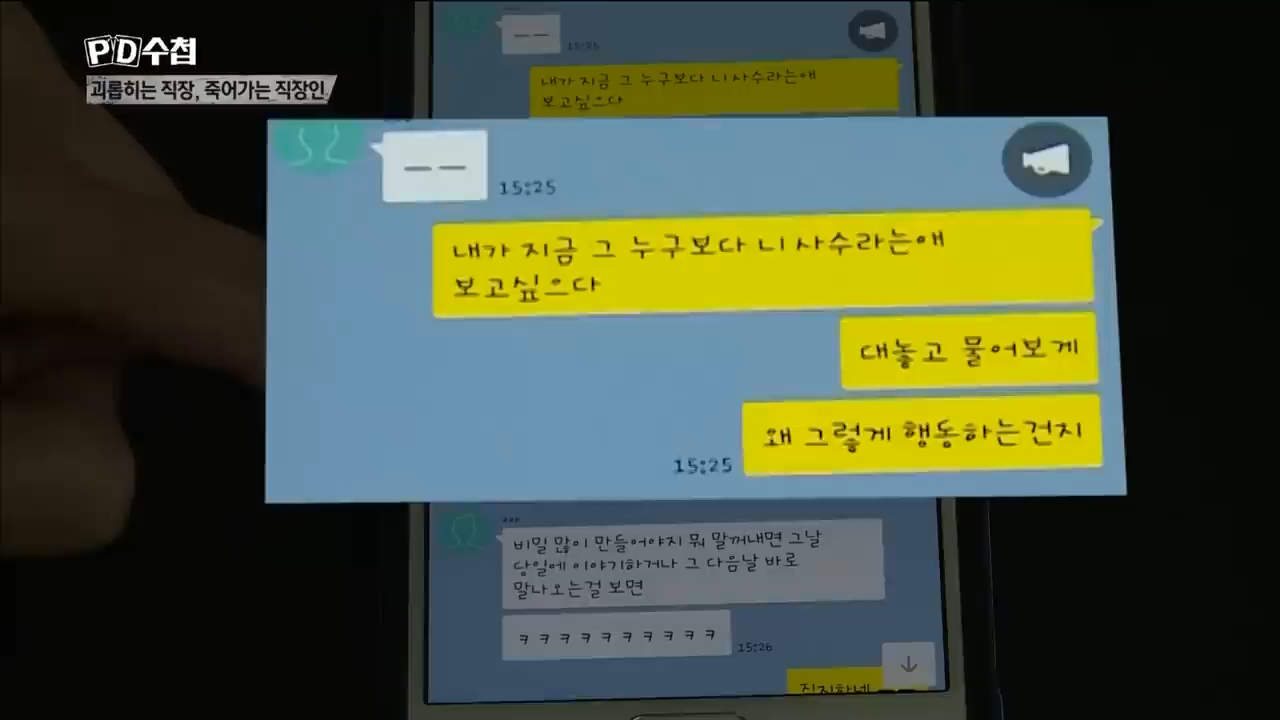 PD수첩
괴롭히는 직장, 죽어가는 직장인
ㅡㅡ
15:25
내가 지금 그 누구보다 니 사수라는애
보고싶으다
ㅡㅡ
15:25
내가 지금 그 누구보다 니 사수라는애
보고싶으다
대놓고 물어보게
왜 그렇게 행동하는건지
15:25
비밀 많이 만들어야지 뭐 말꺼내면 그날
당일에 이야기하거나 그 다음날 바로
말나오는걸 보면
ㅋㅋㅋㅋㅋㅋㅋㅋㅋㅋ
15:26